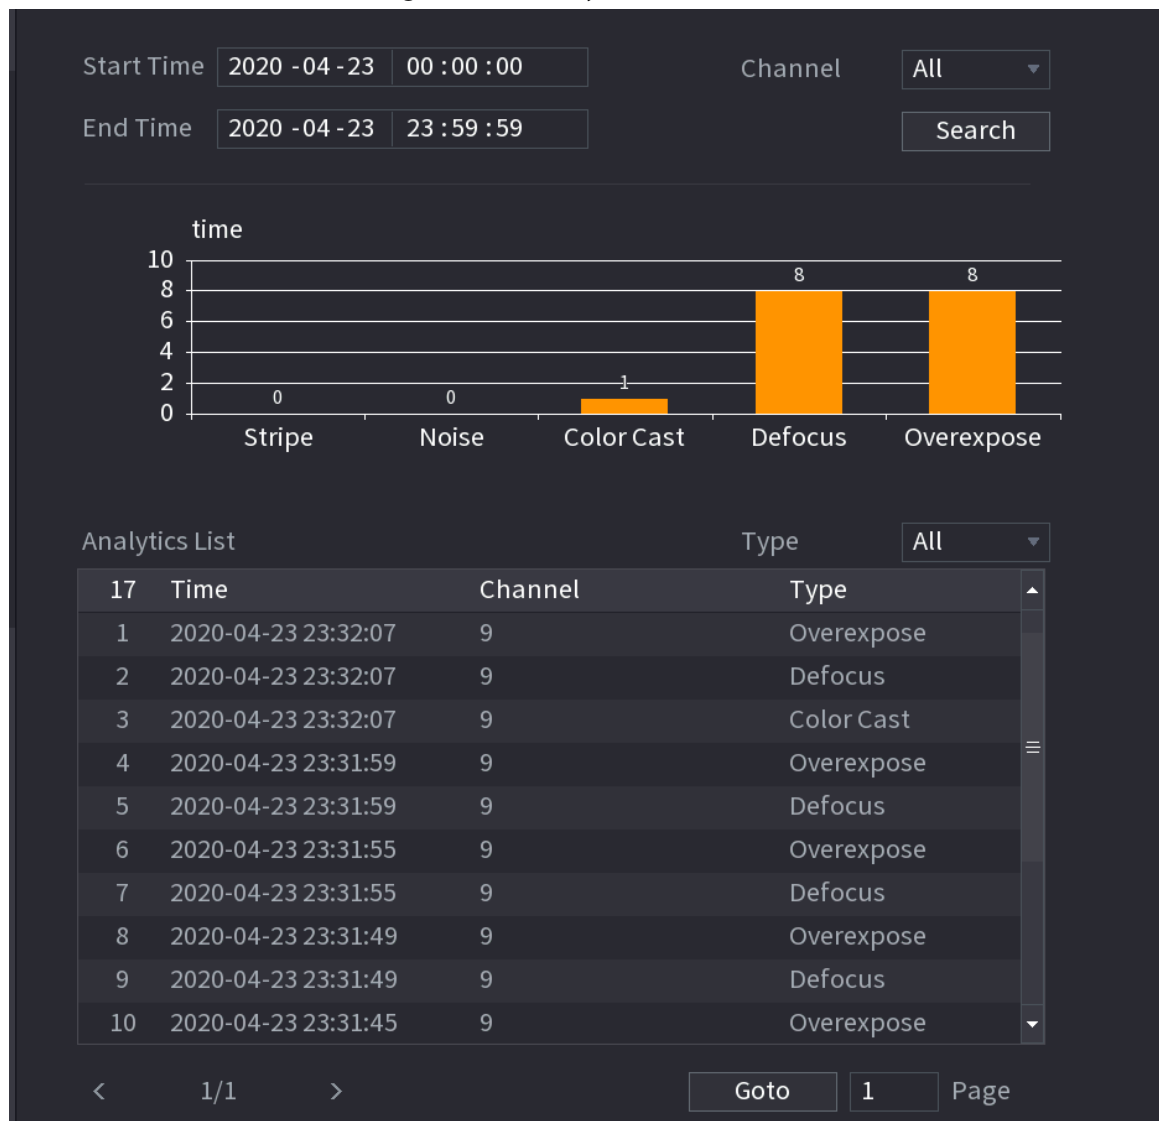 Start Time 2020 -04 -23 00 : 00 : 00 Channel All
End Time 2020 -04 -23 23 : 59 : 59 Search
time
10
8
6
4
2
0
0 0 1 8 8
Stripe Noise Color Cast Defocus Overexpose
Analytics List Type All
17 Time Channel Type
1 2020-04-23 23:32:07 9 Overexpose
2 2020-04-23 23:32:07 9 Defocus
3 2020-04-23 23:32:07 9 Color Cast
4 2020-04-23 23:31:59 9 Overexpose
5 2020-04-23 23:31:59 9 Defocus
6 2020-04-23 23:31:55 9 Overexpose
7 2020-04-23 23:31:55 9 Defocus
8 2020-04-23 23:31:49 9 Overexpose
9 2020-04-23 23:31:49 9 Defocus
10 2020-04-23 23:31:45 9 Overexpose
< 1/1 > Goto 1 Page